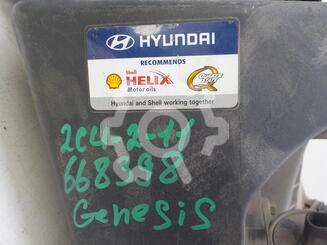 HYUNDAI
RECOMMENDS
Shell
HELIX
Motor oils
Hyundai and Shell working together
668398
Genesis